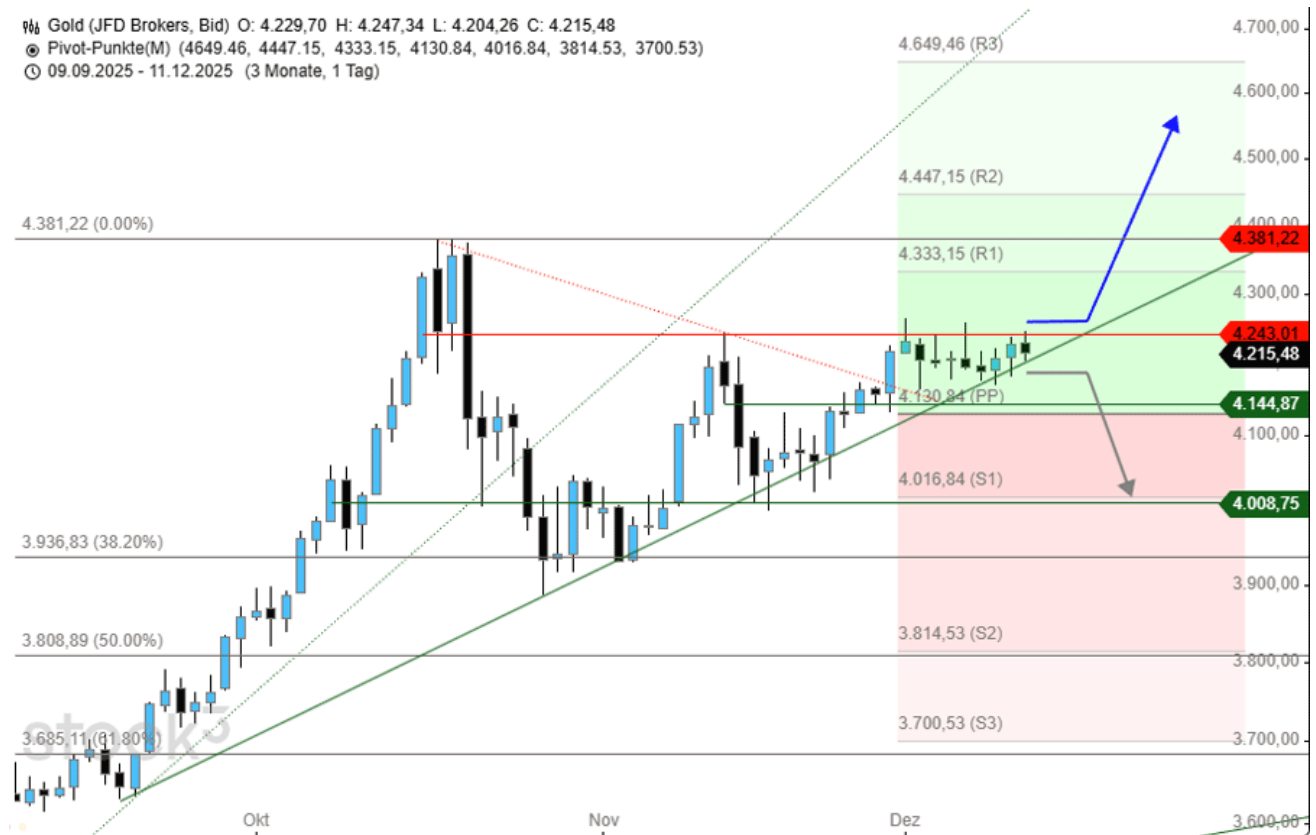 Gold (JFD Brokers, Bid) O: 4.229,70 H: 4.247,34 L: 4.204,26 C: 4.215,48
Pivot-Punkte(M) (4649.46, 4447.15, 4333.15, 4130.84, 4016.84, 3814.53, 3700.53)
09.09.2025 - 11.12.2025 (3 Monate, 1 Tag)
4.700,00
4.649,46 (R3)
4.600,00
4.500,00
4.447,15 (R2)
4.381,22 (0.00%)
4.400,00
4.381,22
4.333,15 (R1)
4.300,00
4.243,01
4.215,48
4.130,84 (PP)
4.144,87
4.100,00
4.016,84 (S1)
4.008,75
3.936,83 (38.20%)
3.900,00
3.808,89 (50.00%)
3.814,53 (S2)
3.800,00
stock3
3.685,11 (61.80%)
3.700,53 (S3)
3.700,00
3.600,00
Okt Nov Dez